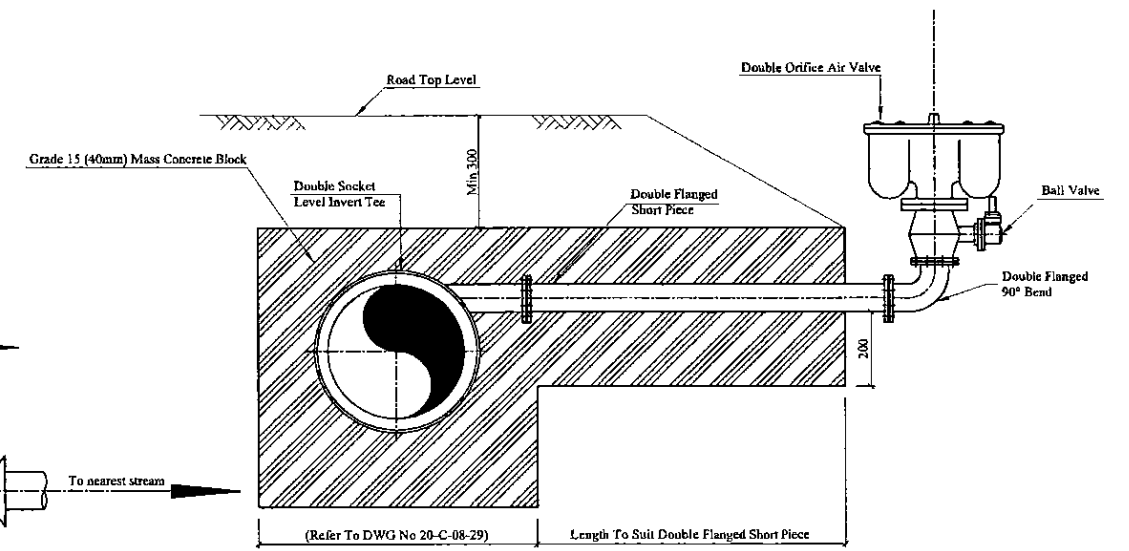 Double Orifice Air Valve
Road Top Level
Grade 15 (40mm) Mass Concrete Block
Min 300
Double Socket
Level Invert Tee
Double Flanged
Short Piece
Ball Valve
Double Flanged
90° Bend
200
To nearest stream
(Refer To DWG No 20-C-08-29)
Length To Suit Double Flanged Short Piece